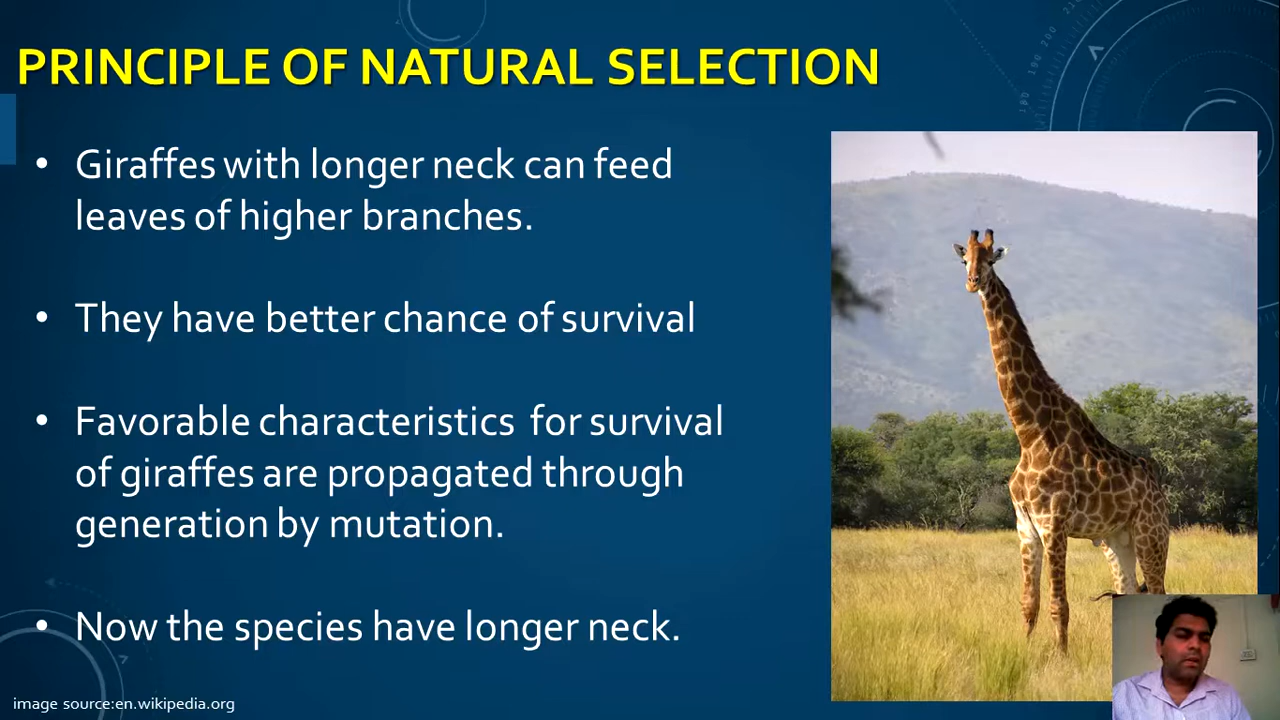 PRINCIPLE OF NATURAL SELECTION
• Giraffes with longer neck can feed
leaves of higher branches.
• They have better chance of survival
• Favorable characteristics for survival
of giraffes are propagated through
generation by mutation.
• Now the species have longer neck.
image source:en.wikipedia.org